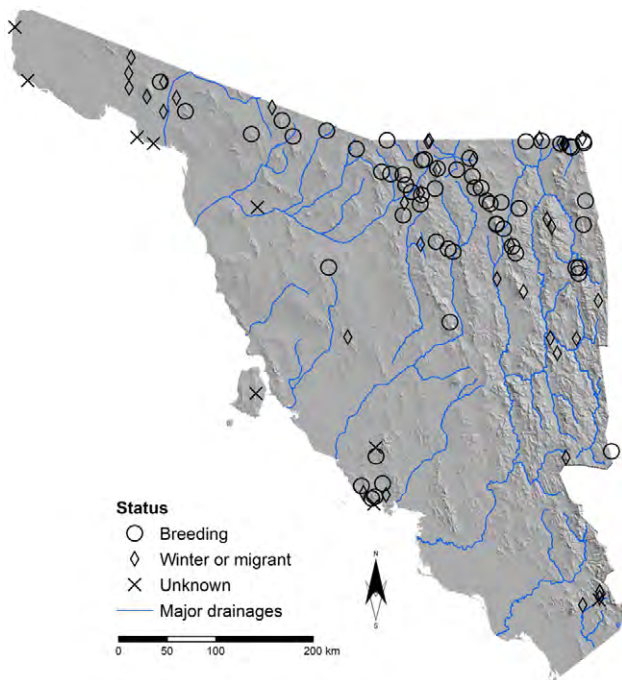 Status
Breeding
Winter or migrant
Unknown
Major drainages
N
S
0 50 100 200 km